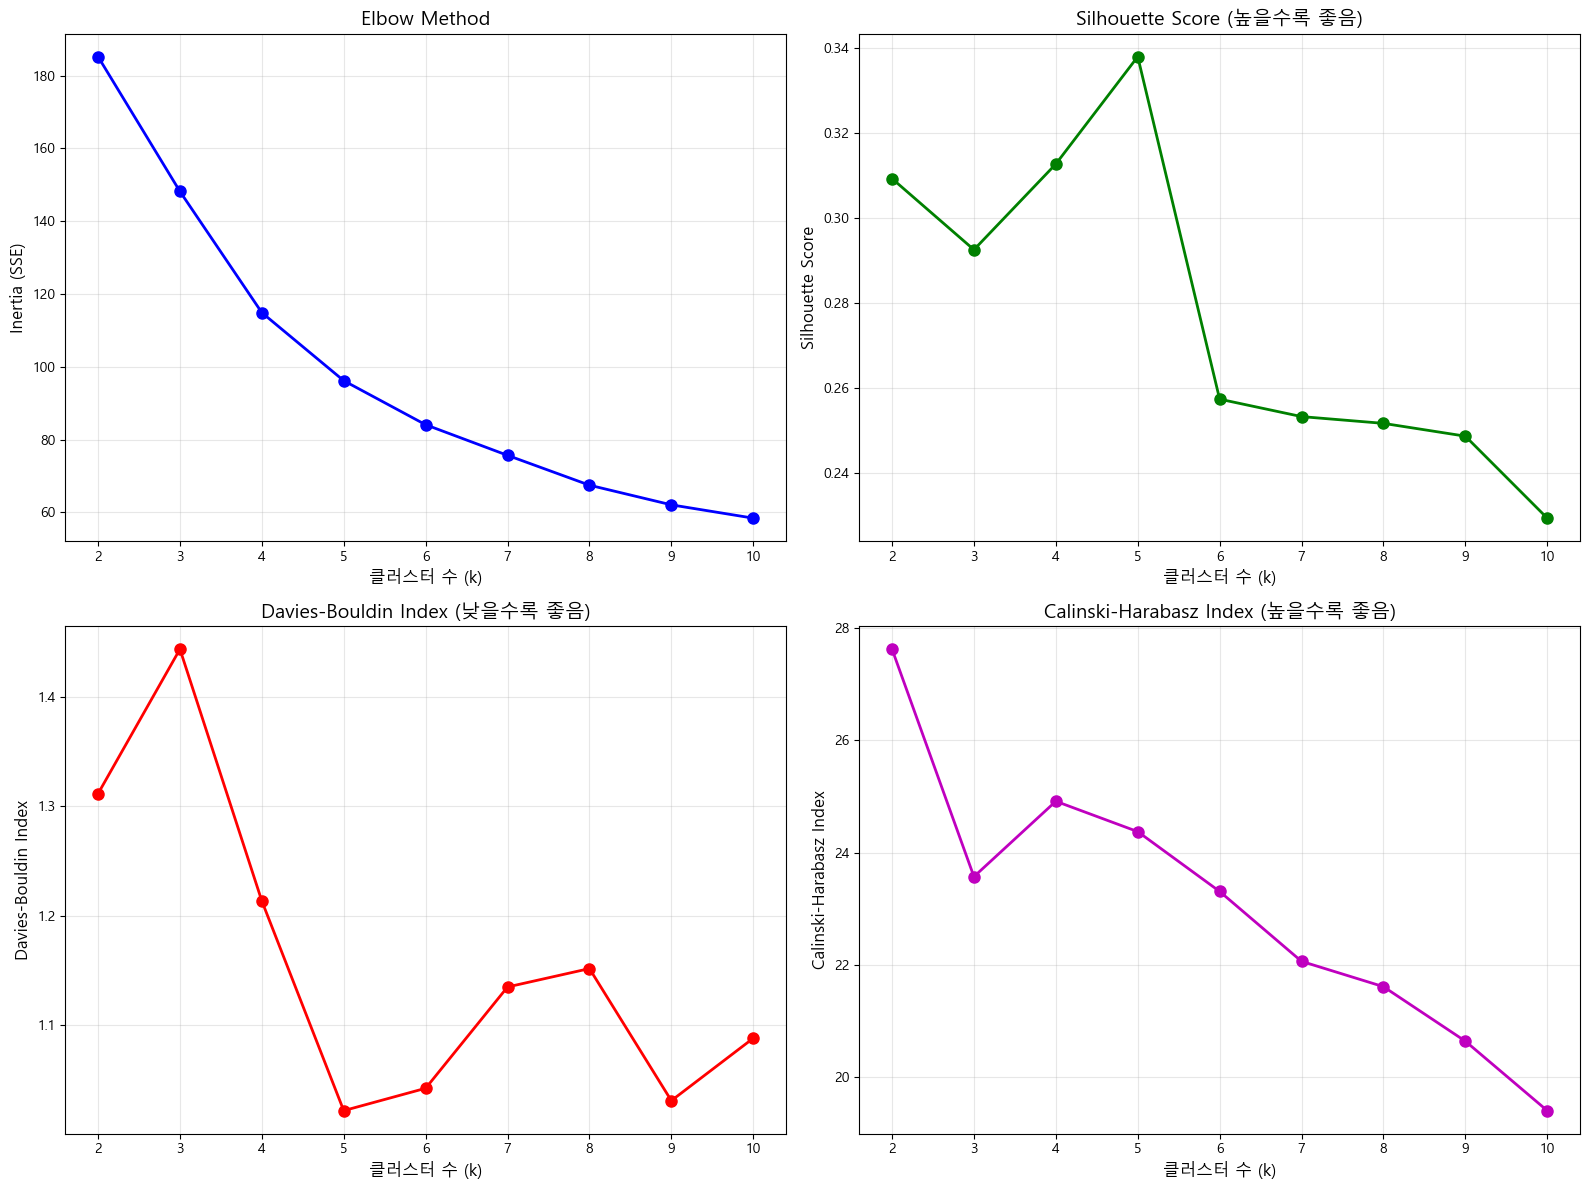 Elbow Method
Inertia (SSE)
180
160
140
120
100
80
60
2 3 4 5 6 7 8 9 10
클러스터 수 (k)
Silhouette Score (높을수록 좋음)
Silhouette Score
0.34
0.32
0.30
0.28
0.26
0.24
2 3 4 5 6 7 8 9 10
클러스터 수 (k)
Davies-Bouldin Index (낮을수록 좋음)
Davies-Bouldin Index
1.4
1.3
1.2
1.1
2 3 4 5 6 7 8 9 10
클러스터 수 (k)
Calinski-Harabasz Index (높을수록 좋음)
Calinski-Harabasz Index
28
26
24
22
20
2 3 4 5 6 7 8 9 10
클러스터 수 (k)